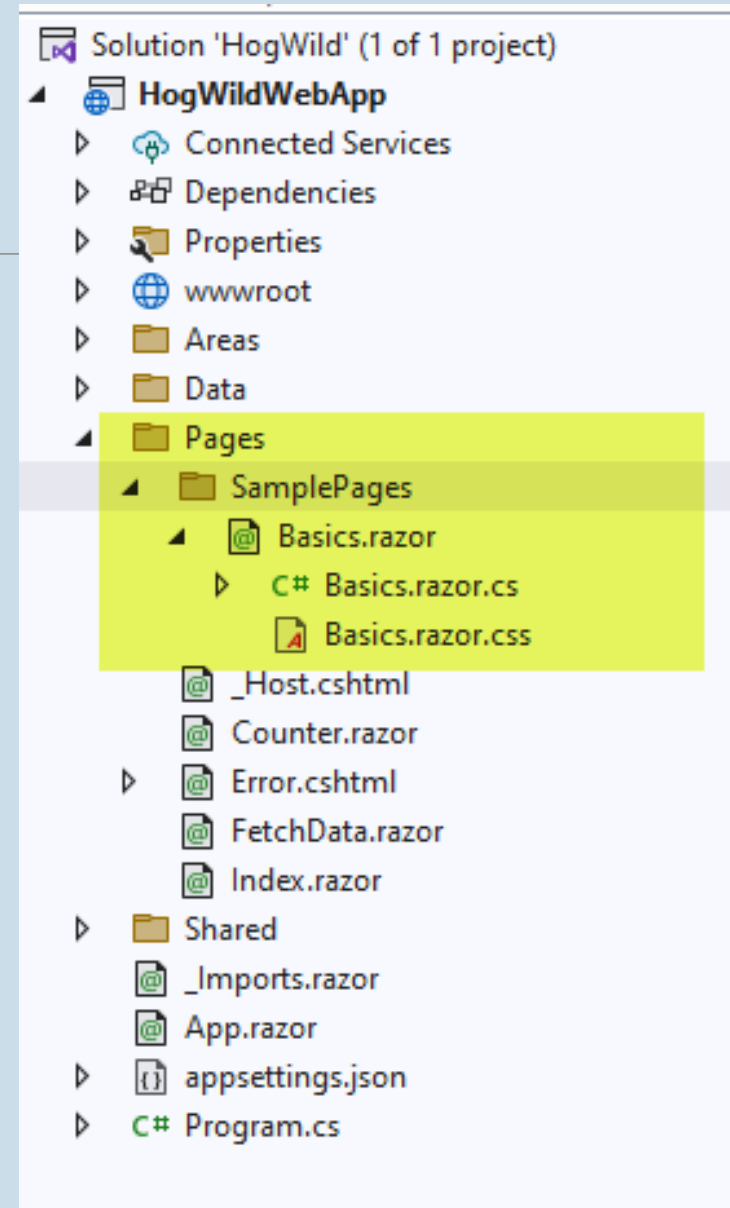 Solution 'HogWild' (1 of 1 project)
HogWildWebApp
Connected Services
Dependencies
Properties
wwwroot
Areas
Data
Pages
SamplePages
Basics.razor
C# Basics.razor.cs
Basics.razor.css
_Host.cshtml
Counter.razor
Error.cshtml
FetchData.razor
Index.razor
Shared
_Imports.razor
App.razor
appsettings.json
C# Program.cs